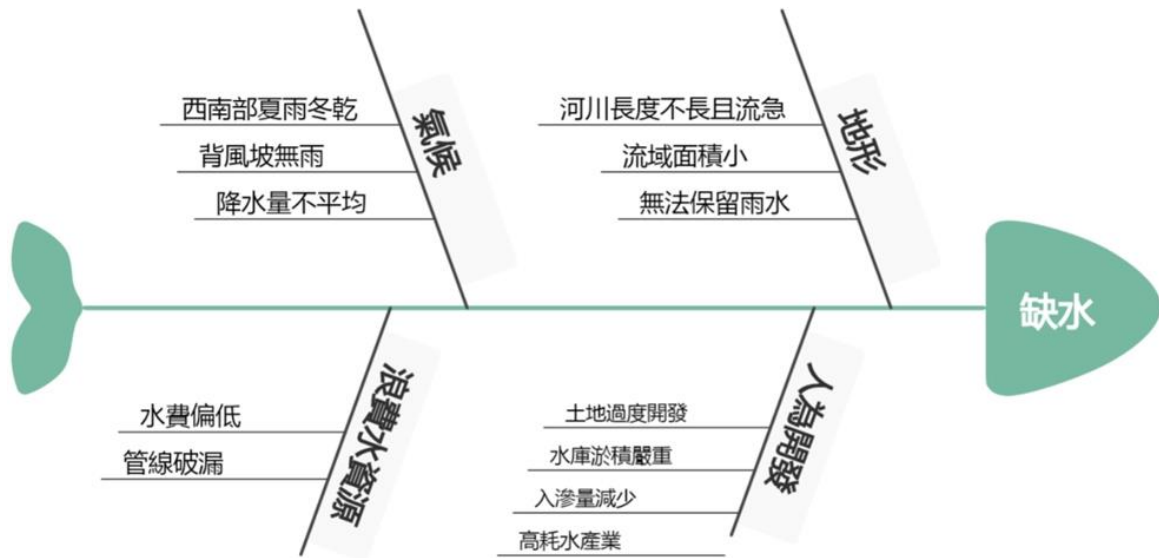 氣候
西南部夏雨冬乾
背風坡無雨
降水量不平均
地形
河川長度不長且流急
流域面積小
無法保留雨水
缺水
浪費水資源
水費偏低
管線破漏
人為開發
土地過度開發
水庫淤積嚴重
入滲量減少
高耗水產業